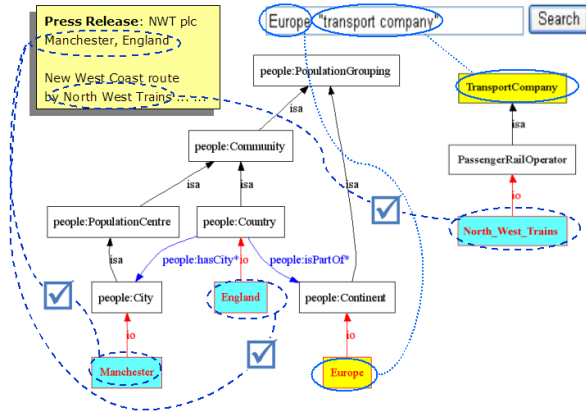 Press Release: NWT plc
Manchester, England
New West Coast route
by North West Trains ... ...
Europe "transport company"
Search
people:PopulationGrouping
TransportCompany
isa
isa
people:Community
PassengerRailOperator
isa
isa
isa
io
people:PopulationCentre
people:Country
North_West_Trains
isa
people:hasCity*
io
people:isPartOf*
people:City
England
people:Continent
io
io
Manchester
Europe